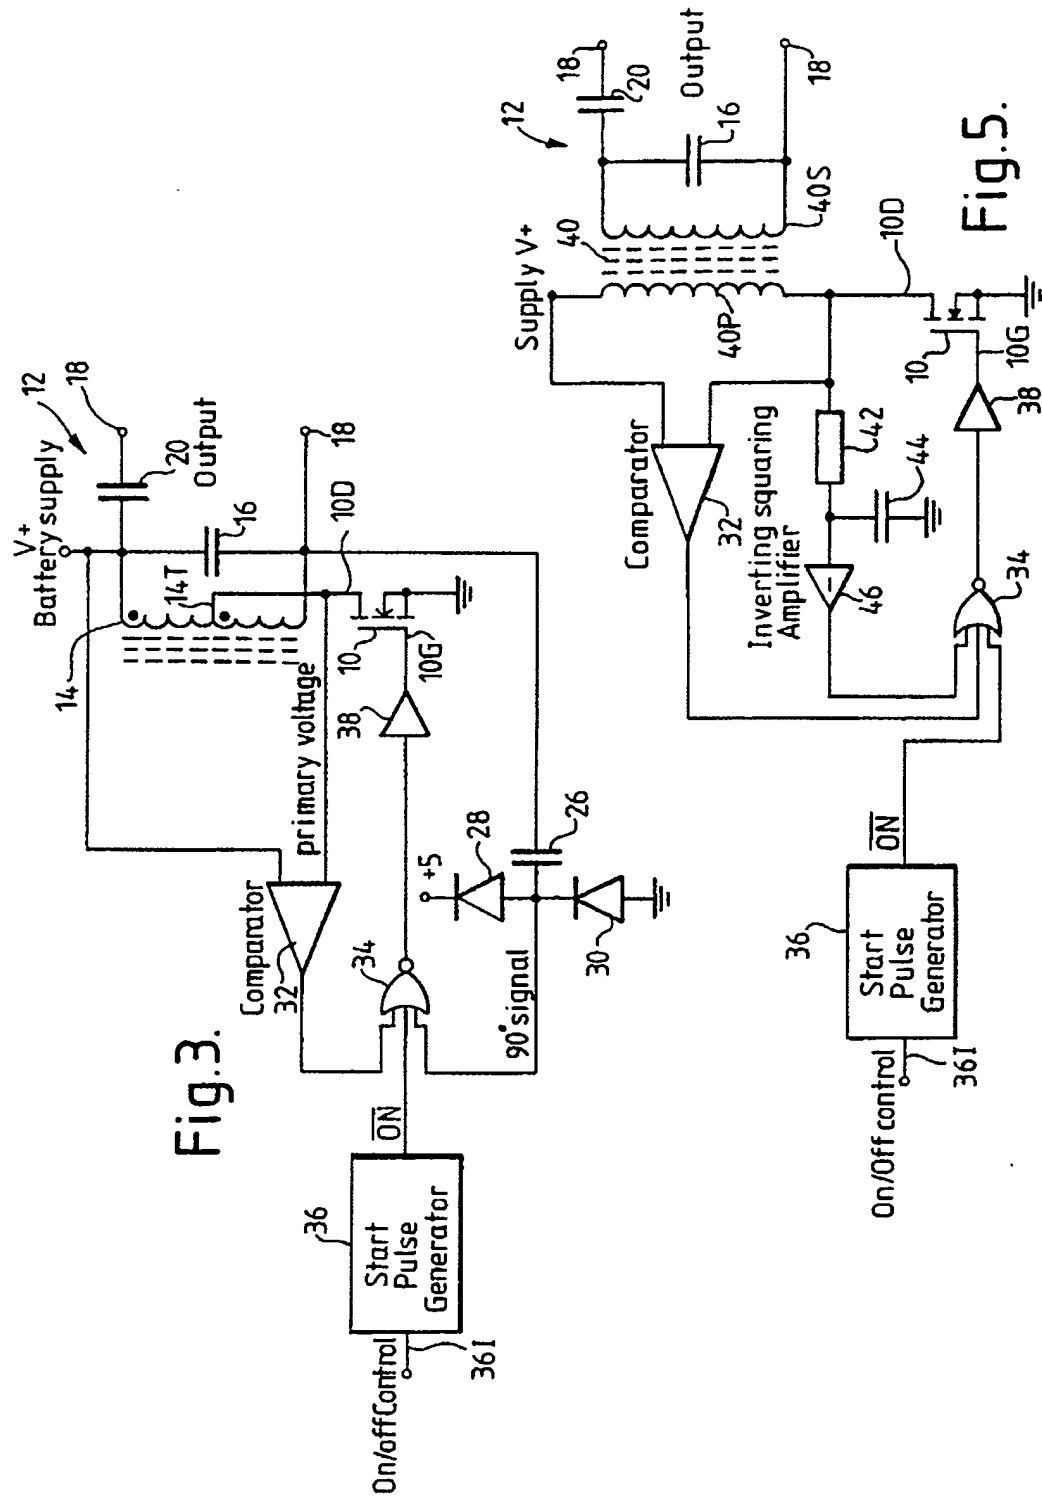 Fig.3.
V+
Battery supply
12
18
20
Output
16
18
14
14T
10D
primary voltage
10
10G
38
Comparator
32
34
+5
28
26
30
90° signal
ON
36
Start
Pulse
Generator
On/offControl
36I
Fig.5.
12
18
20
Output
16
18
Supply V+
40
40S
40P
10D
10
10G
38
Comparator
32
Inverting squaring
Amplifier
42
44
46
34
ON
36
Start
Pulse
Generator
On/Off control
36I